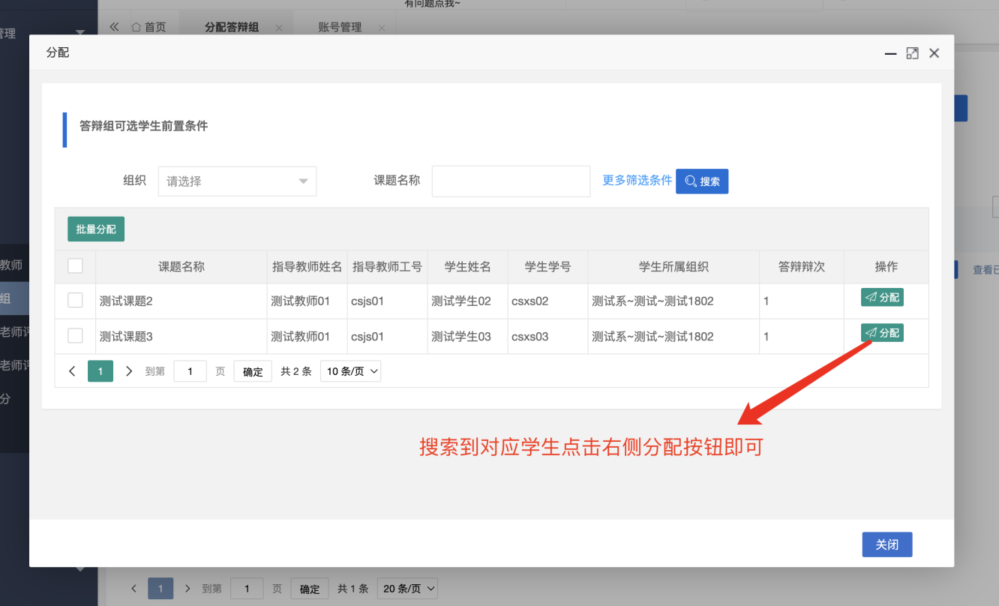 有问题点我~
首页 分配答辩组 账号管理
管理
分配
答辩组可选学生前置条件
组织 请选择 课题名称 更多筛选条件 搜索
批量分配
课题名称 指导教师姓名 指导教师工号 学生姓名 学生学号 学生所属组织 答辩辩次 操作
测试课题2 测试教师01 csjs01 测试学生02 csxs02 测试系~测试~测试1802 1 分配
测试课题3 测试教师01 csjs01 测试学生03 csxs03 测试系~测试~测试1802 1 分配
1 到第 1 页 确定 共 2 条 10 条/页
搜索到对应学生点击右侧分配按钮即可
关闭
教师
组
老师评
老师评
分
查看已
1 到第 1 页 确定 共 1 条 20 条/页